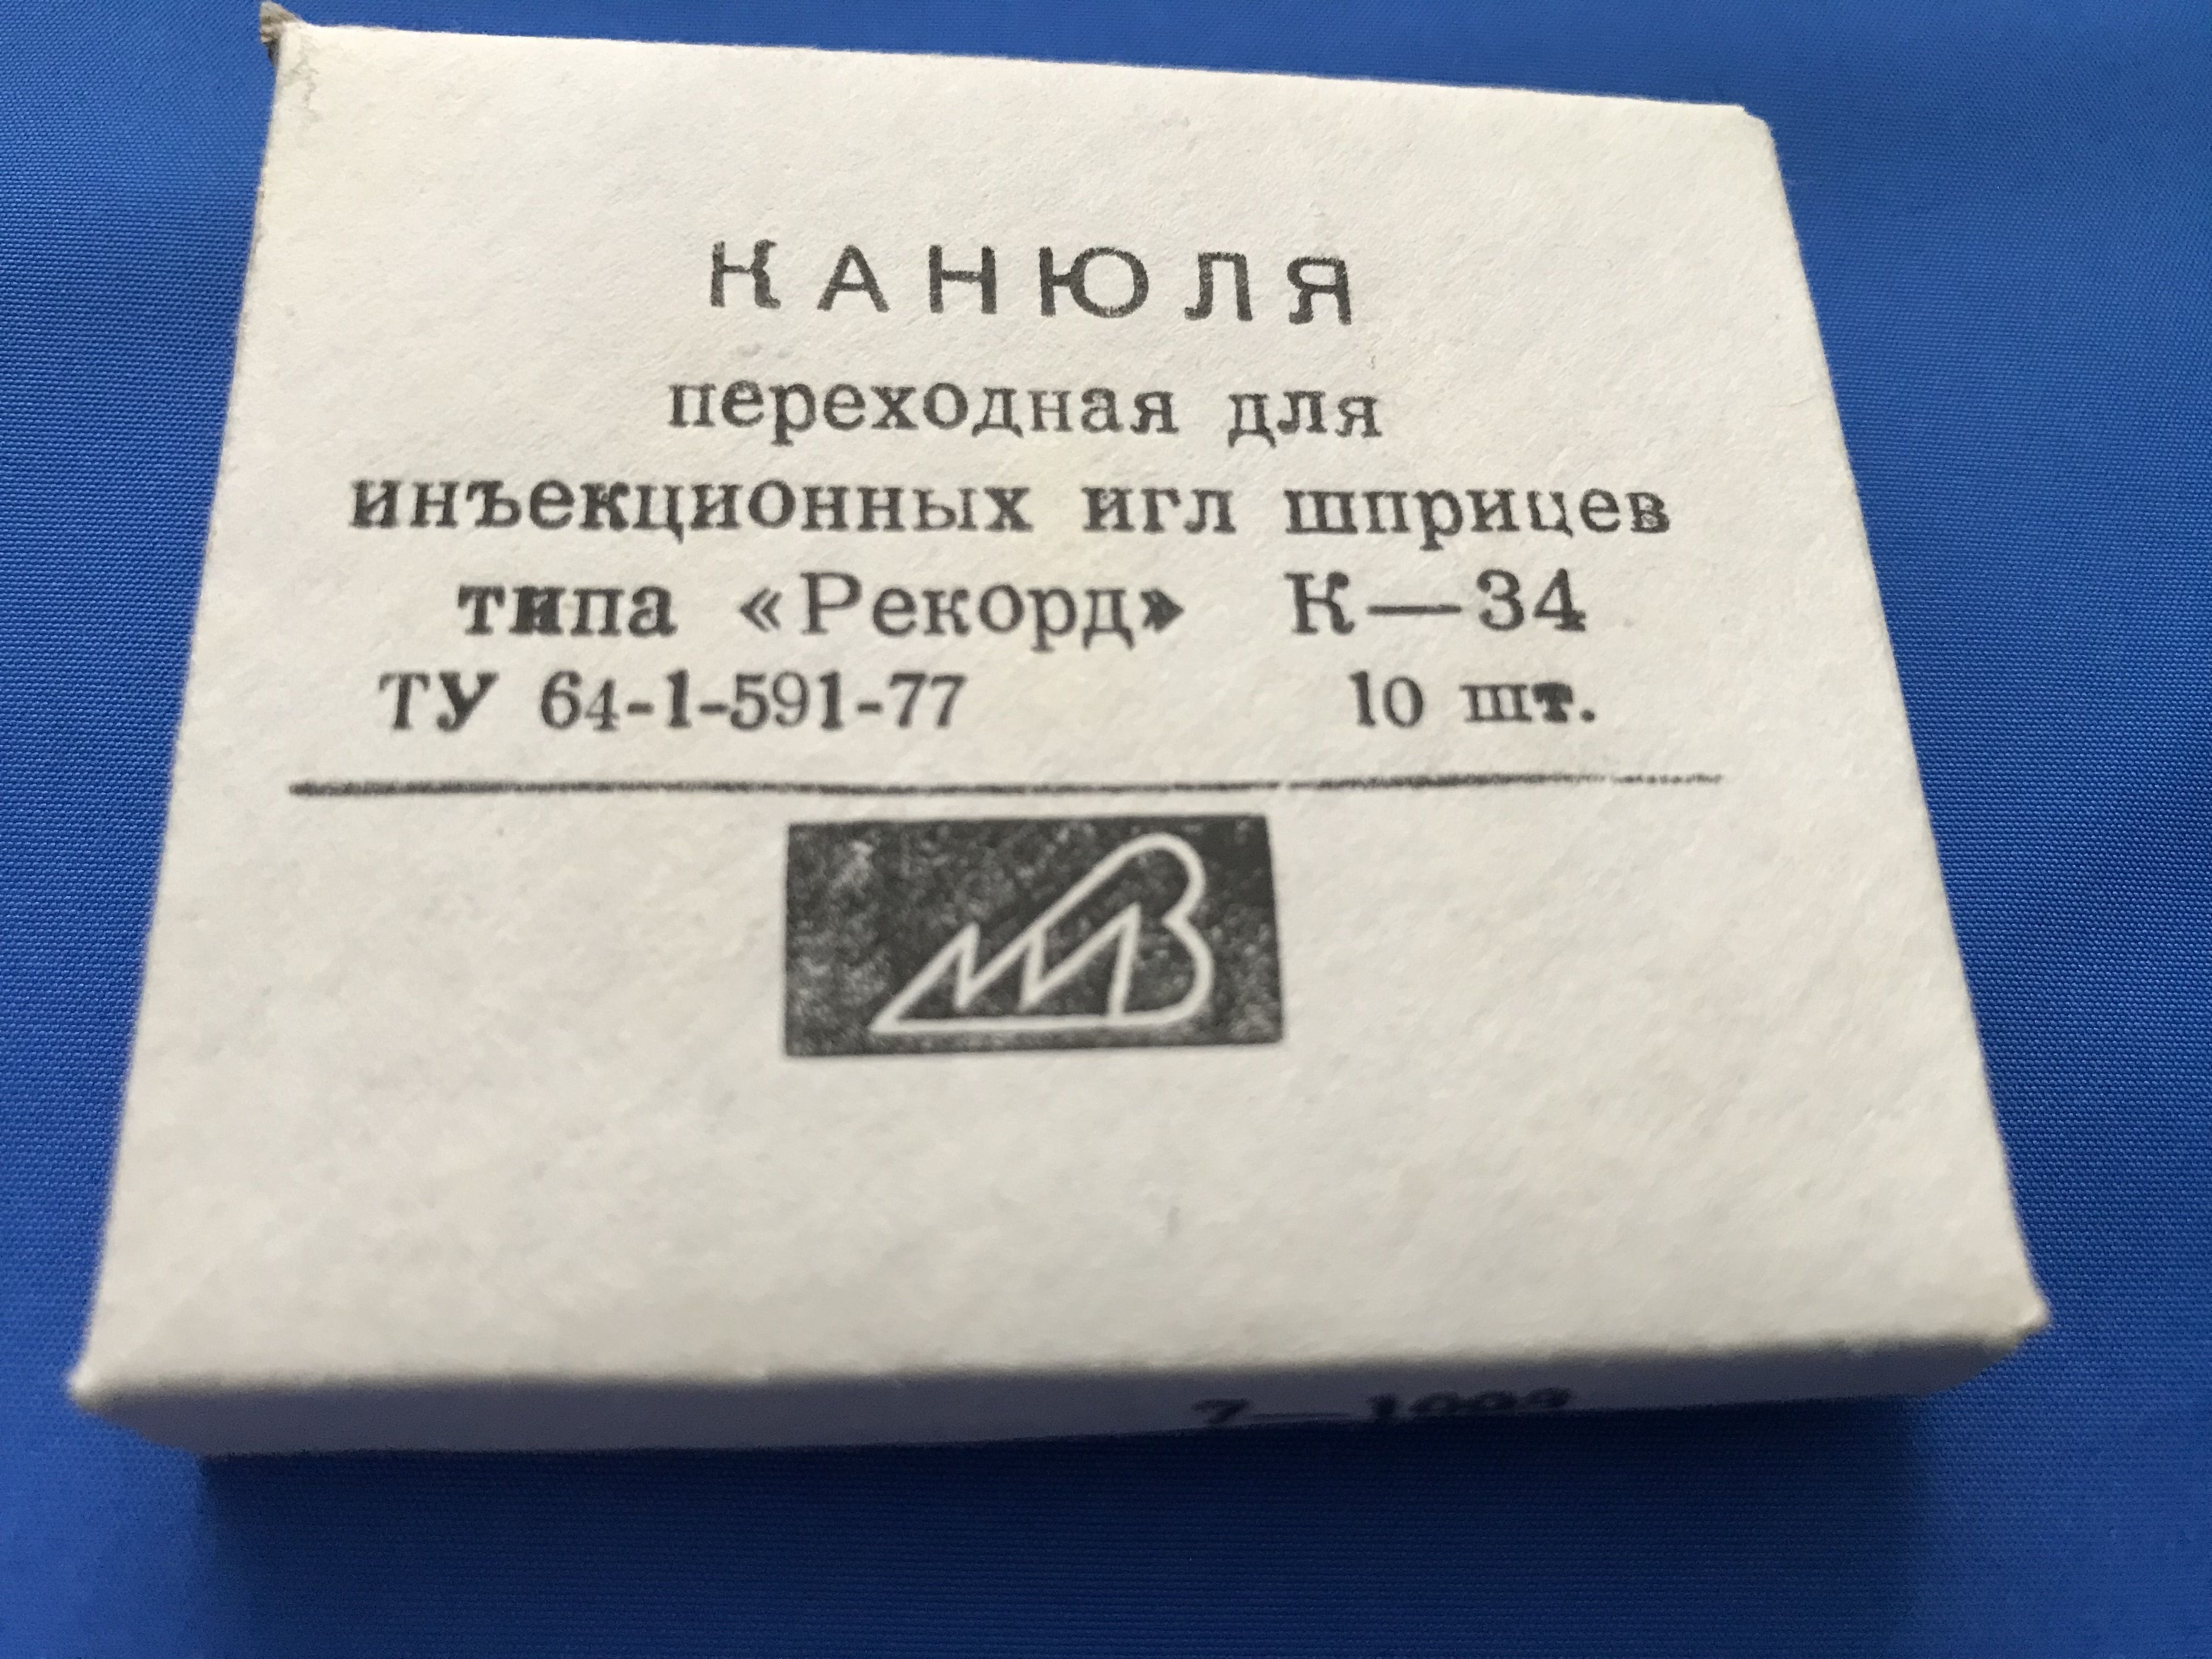 КАНЮЛЯ
переходная для
инъекционных игл шприцев
типа «Рекорд» К—34
ТУ 64-1-591-77 10 шт.